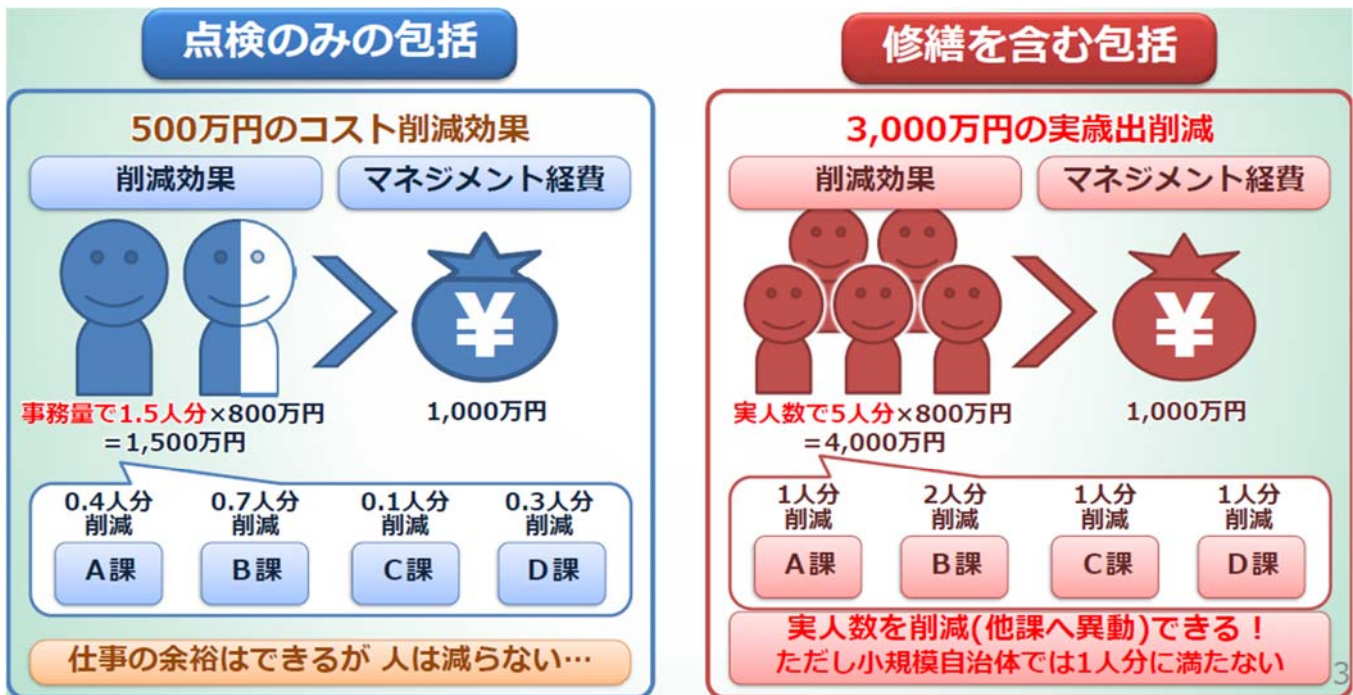 点検のみの包括
500万円のコスト削減効果
削減効果
マネジメント経費
¥
事務量で1.5人分×800万円
=1,500万円
1,000万円
0.4人分
削減
A課
0.7人分
削減
B課
0.1人分
削減
C課
0.3人分
削減
D課
仕事の余裕はできるが 人は減らない…
修繕を含む包括
3,000万円の実歳出削減
削減効果
マネジメント経費
¥
実人数で5人分×800万円
=4,000万円
1,000万円
1人分
削減
A課
2人分
削減
B課
1人分
削減
C課
1人分
削減
D課
実人数を削減(他課へ異動)できる！
ただし小規模自治体では1人分に満たない
3